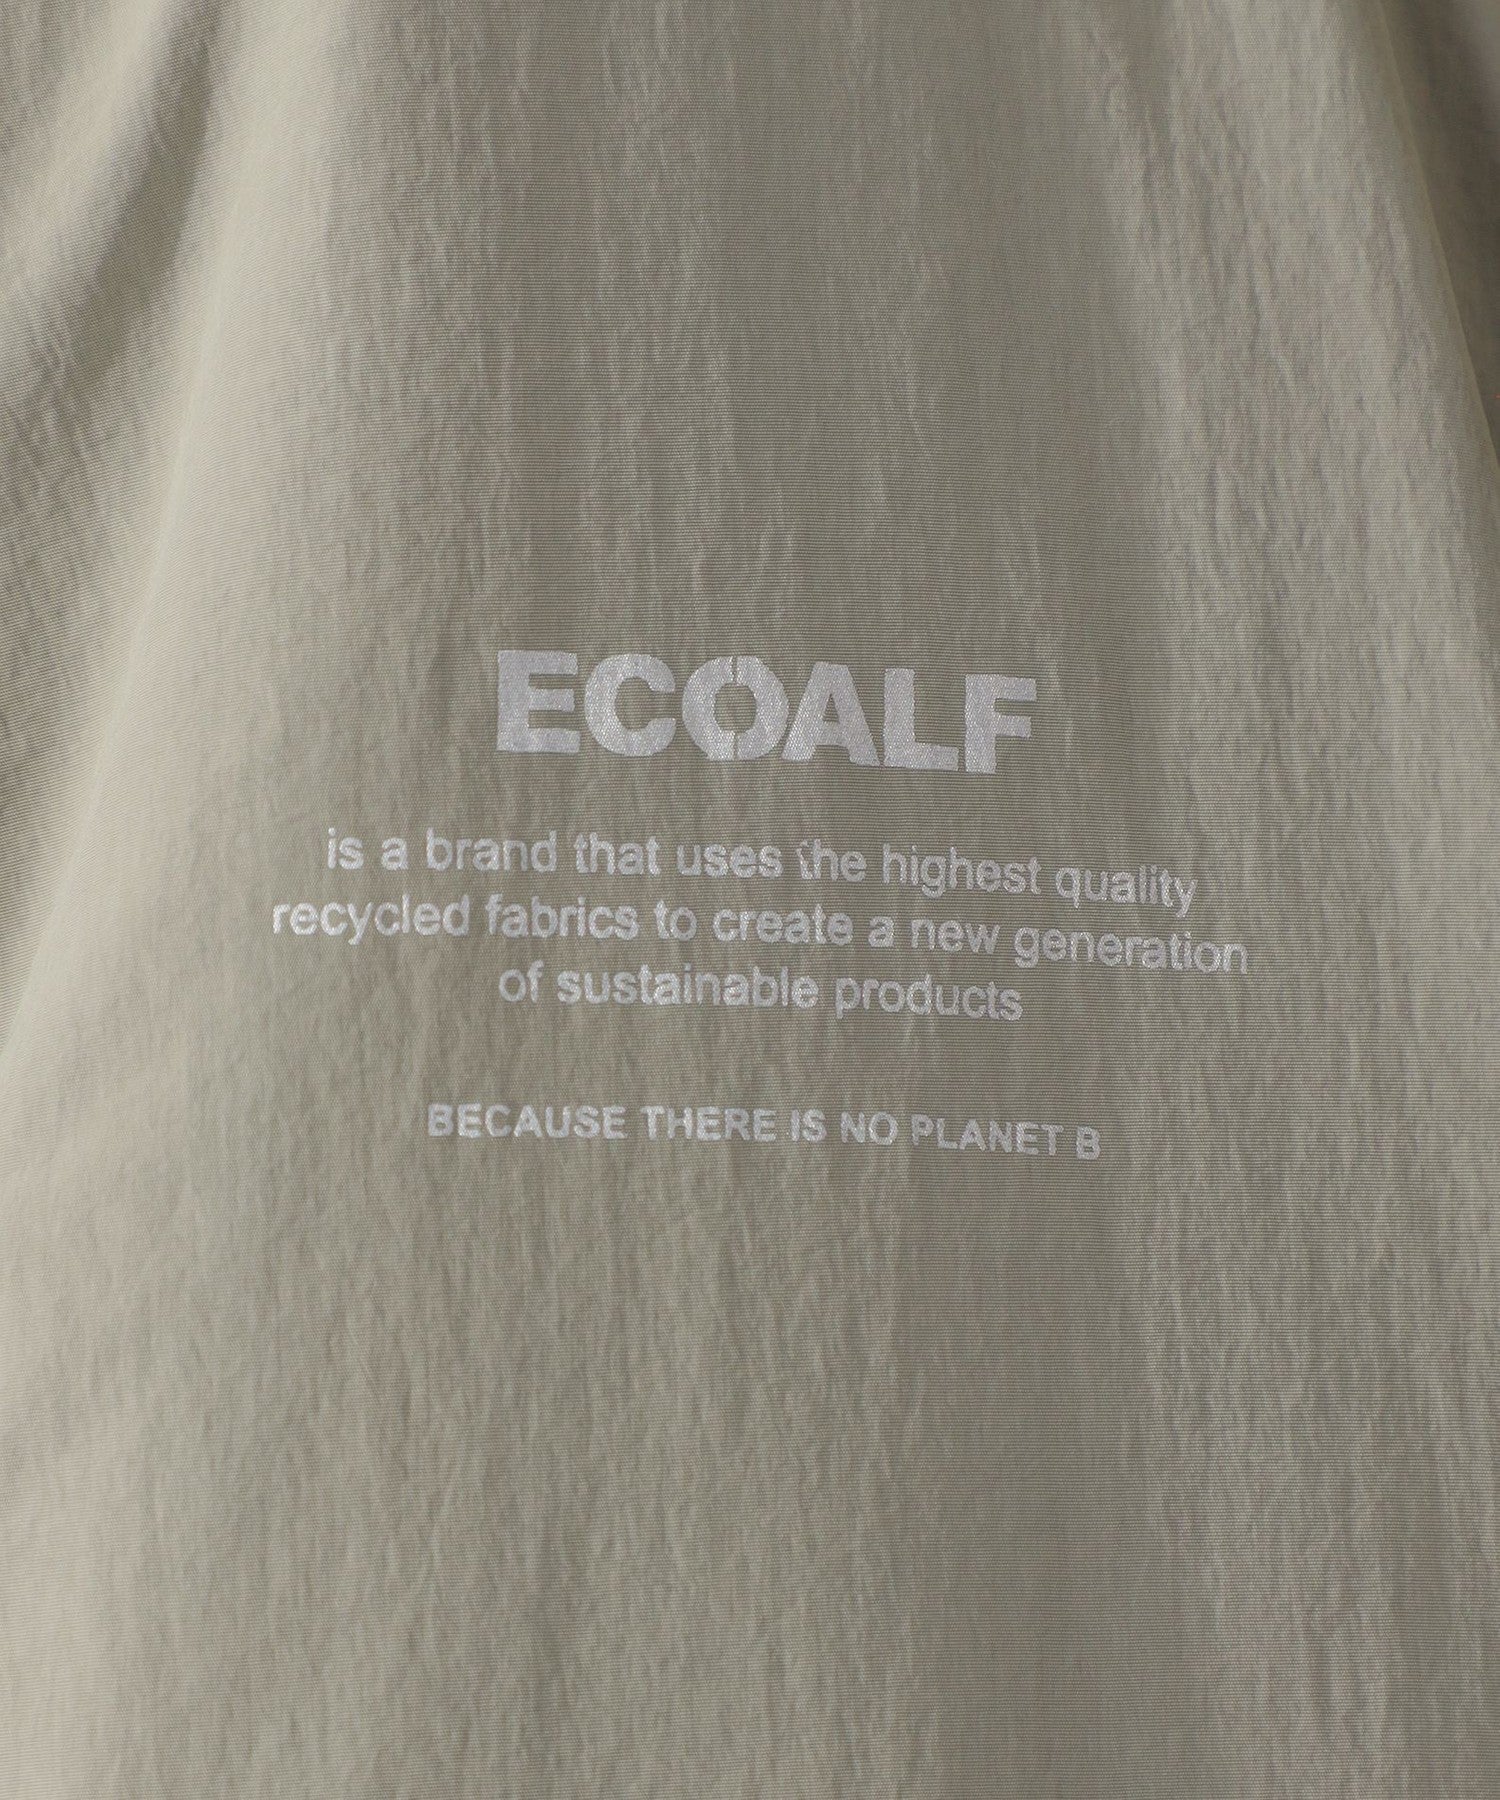 ECOALF
is a brand that uses the highest quality
recycled fabrics to create a new generation
of sustainable products
BECAUSE THERE IS NO PLANET B